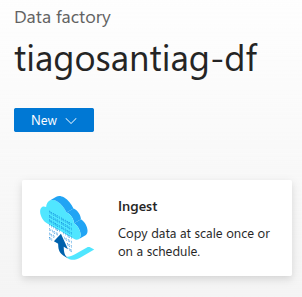 Data factory
tiagosantiag-df
New
Ingest
Copy data at scale once or
on a schedule.